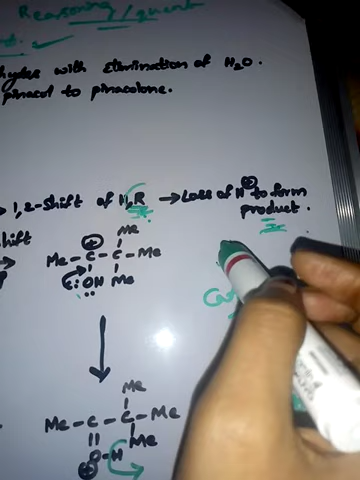 Reasoning/quant
hydes with elimination of H2O.
pinacol to pinacolone.
1,2-shift of H,R → Loss of H⊕ to form
product.
shift
Me
Me - C - C - Me
:OH Me
Me
Me - C - C - Me
Me
O - H